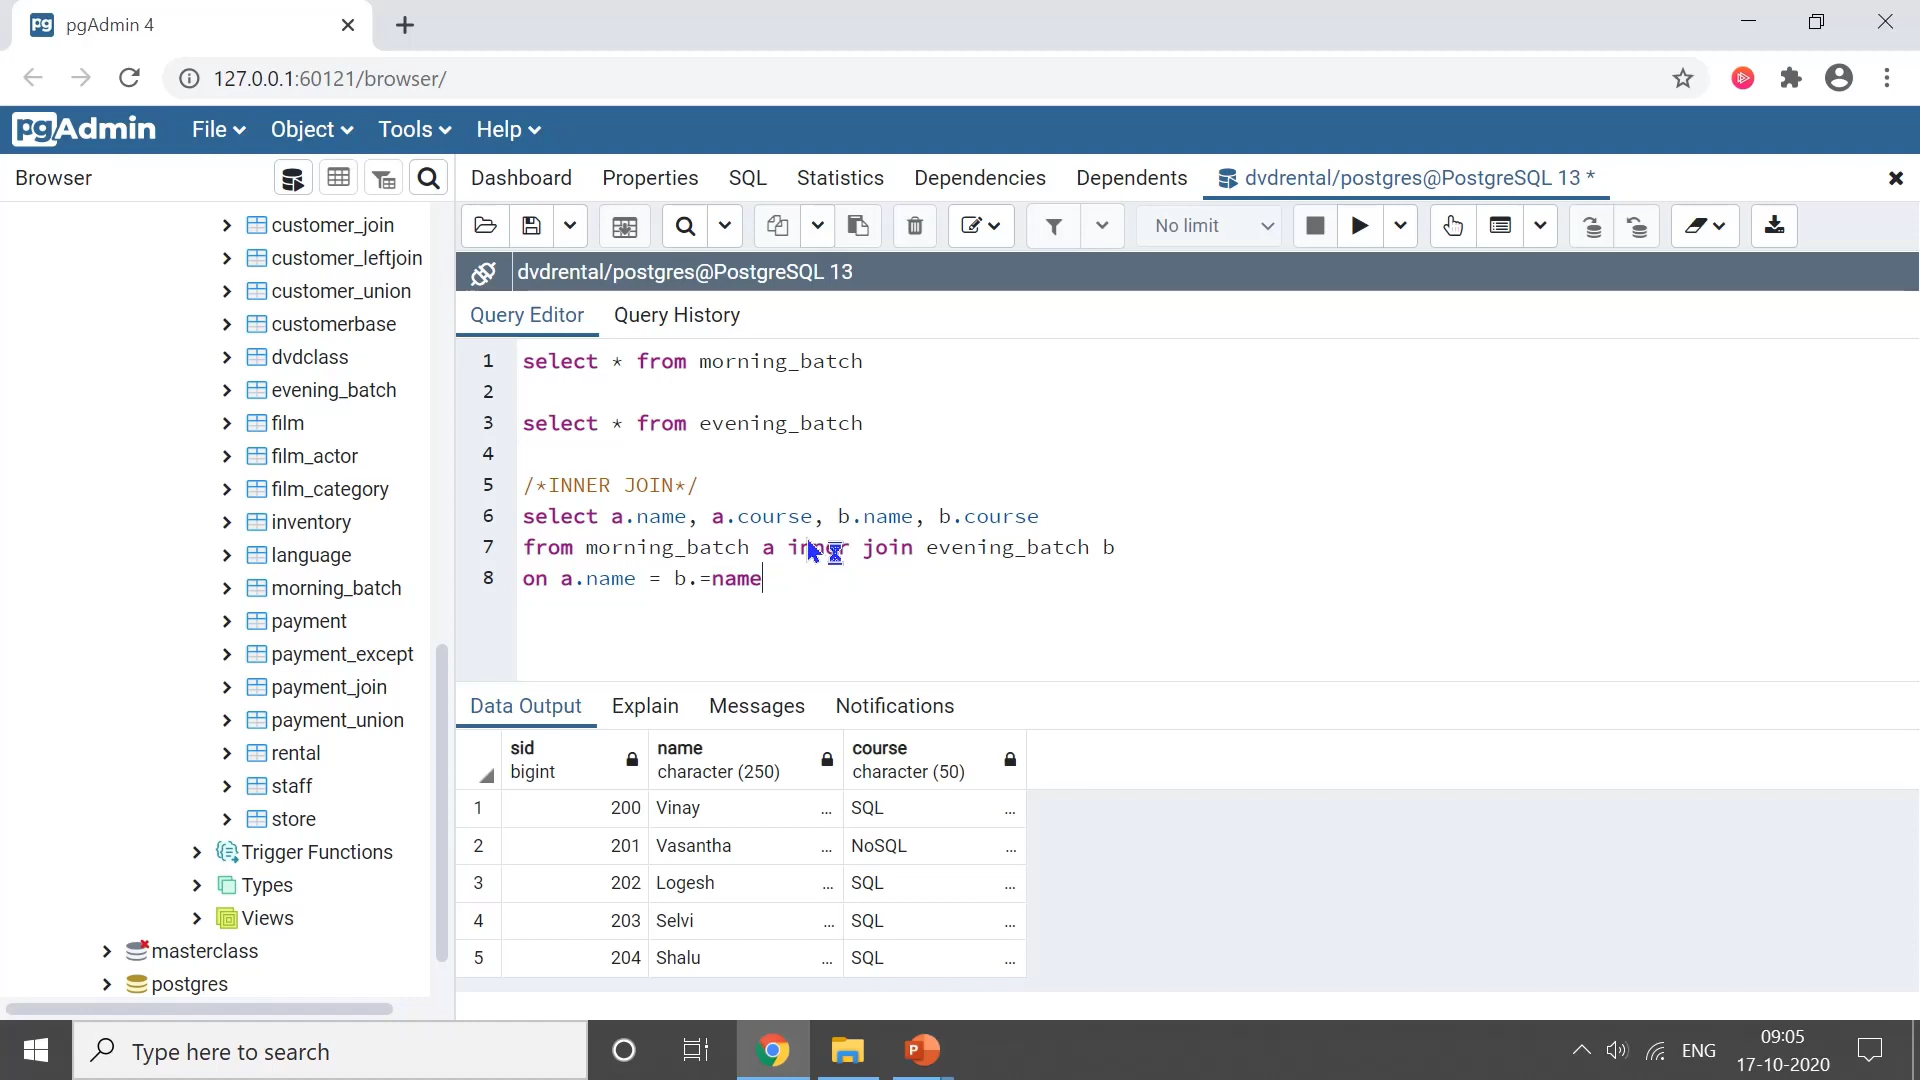 pg pgAdmin 4
127.0.0.1:60121/browser/
pgAdmin File Object Tools Help
Browser
Dashboard Properties SQL Statistics Dependencies Dependents dvdrental/postgres@PostgreSQL 13 *
customer_join
customer_leftjoin
customer_union
customerbase
dvdclass
evening_batch
film
film_actor
film_category
inventory
language
morning_batch
payment
payment_except
payment_join
payment_union
rental
staff
store
Trigger Functions
Types
Views
masterclass
postgres
No limit
dvdrental/postgres@PostgreSQL 13
Query Editor Query History
1 select * from morning_batch
2
3 select * from evening_batch
4
5 /*INNER JOIN*/
6 select a.name, a.course, b.name, b.course
7 from morning_batch a inner join evening_batch b
8 on a.name = b.=name
Data Output Explain Messages Notifications
sid name course
bigint character (250) character (50)
1 200 Vinay ... SQL ...
2 201 Vasantha ... NoSQL ...
3 202 Logesh ... SQL ...
4 203 Selvi ... SQL ...
5 204 Shalu ... SQL ...
Type here to search
P
ENG
09:05
17-10-2020